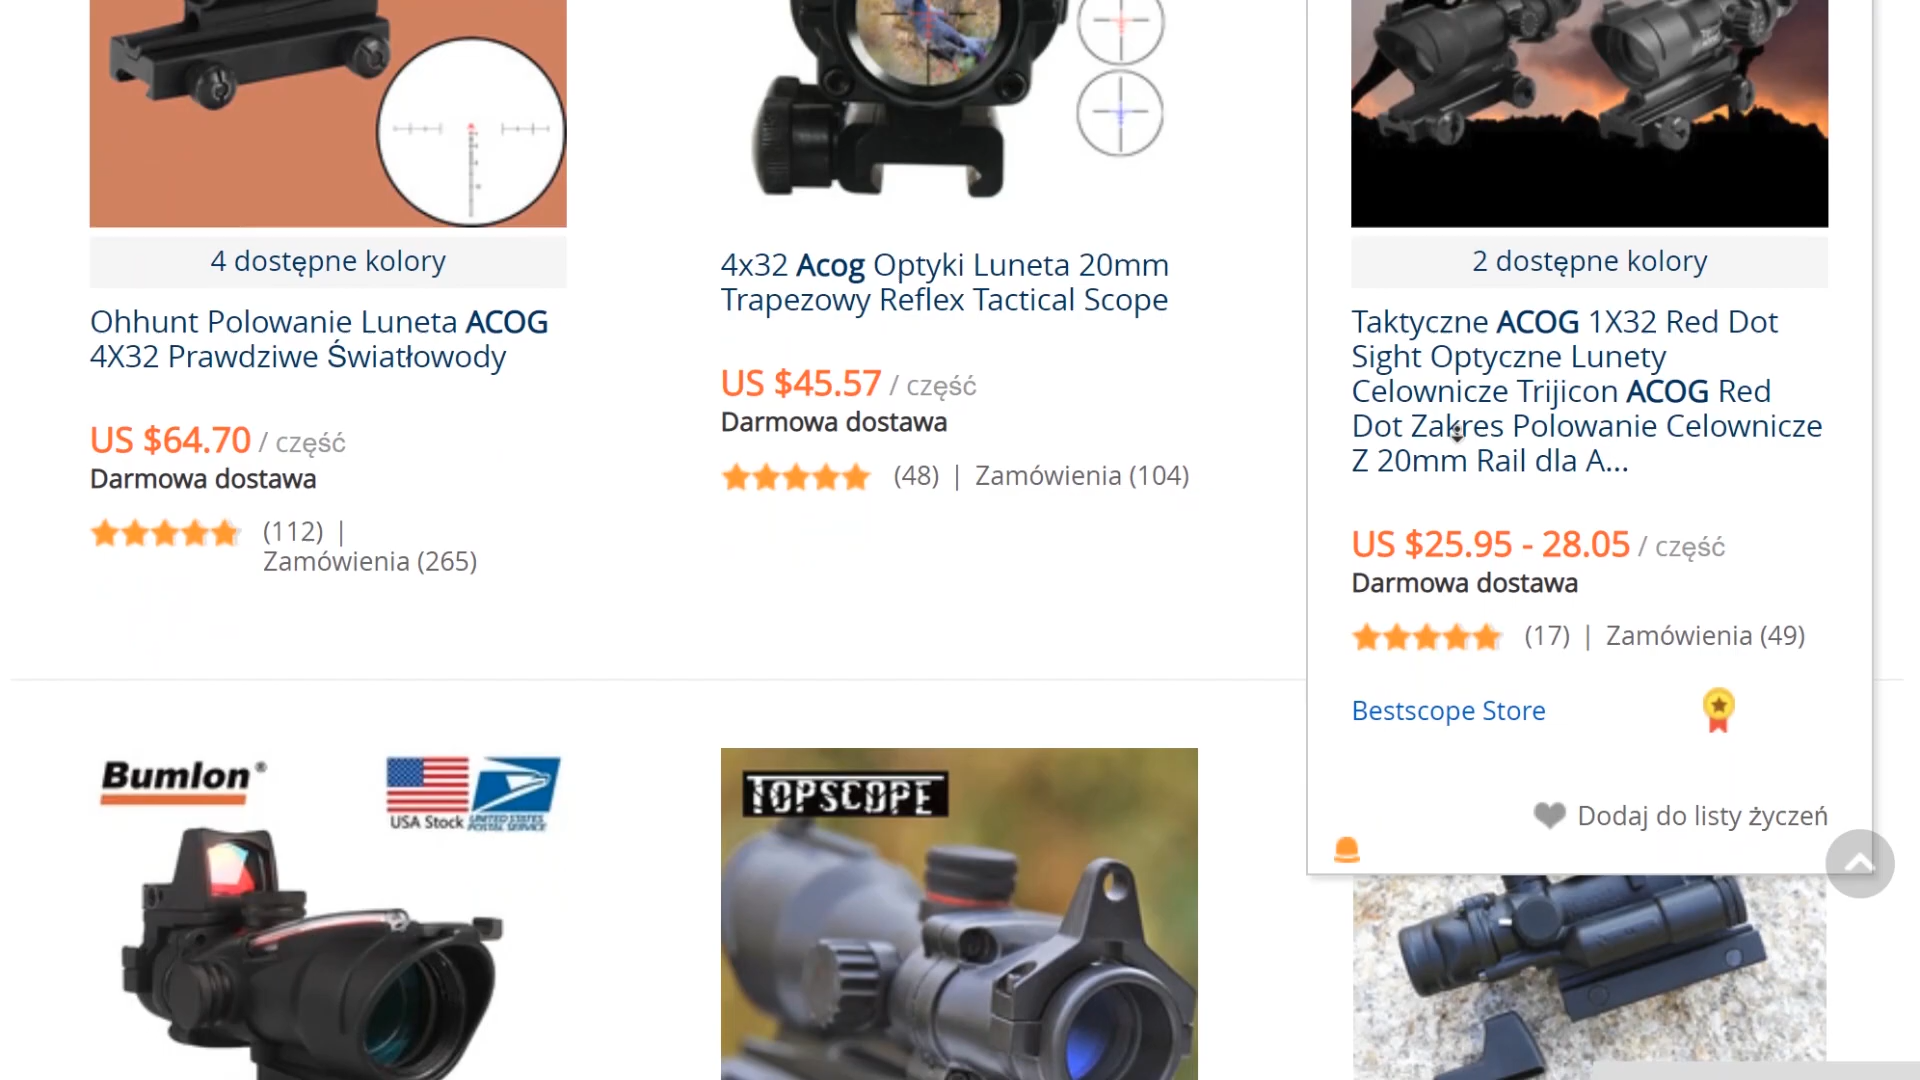 4 dostępne kolory
Ohhunt Polowanie Luneta ACOG
4X32 Prawdziwe Światłowody
US $64.70 / część
Darmowa dostawa
(112) |
Zamówienia (265)
4x32 Acog Optyki Luneta 20mm
Trapezowy Reflex Tactical Scope
US $45.57 / część
Darmowa dostawa
(48) | Zamówienia (104)
2 dostępne kolory
Taktyczne ACOG 1X32 Red Dot
Sight Optyczne Lunety
Celownicze Trijicon ACOG Red
Dot Zakres Polowanie Celownicze
Z 20mm Rail dla A...
US $25.95 - 28.05 / część
Darmowa dostawa
(17) | Zamówienia (49)
Bestscope Store
Dodaj do listy życzeń
Bumlon ®
USA Stock
UNITED STATES
POSTAL SERVICE
TOPSCOPE